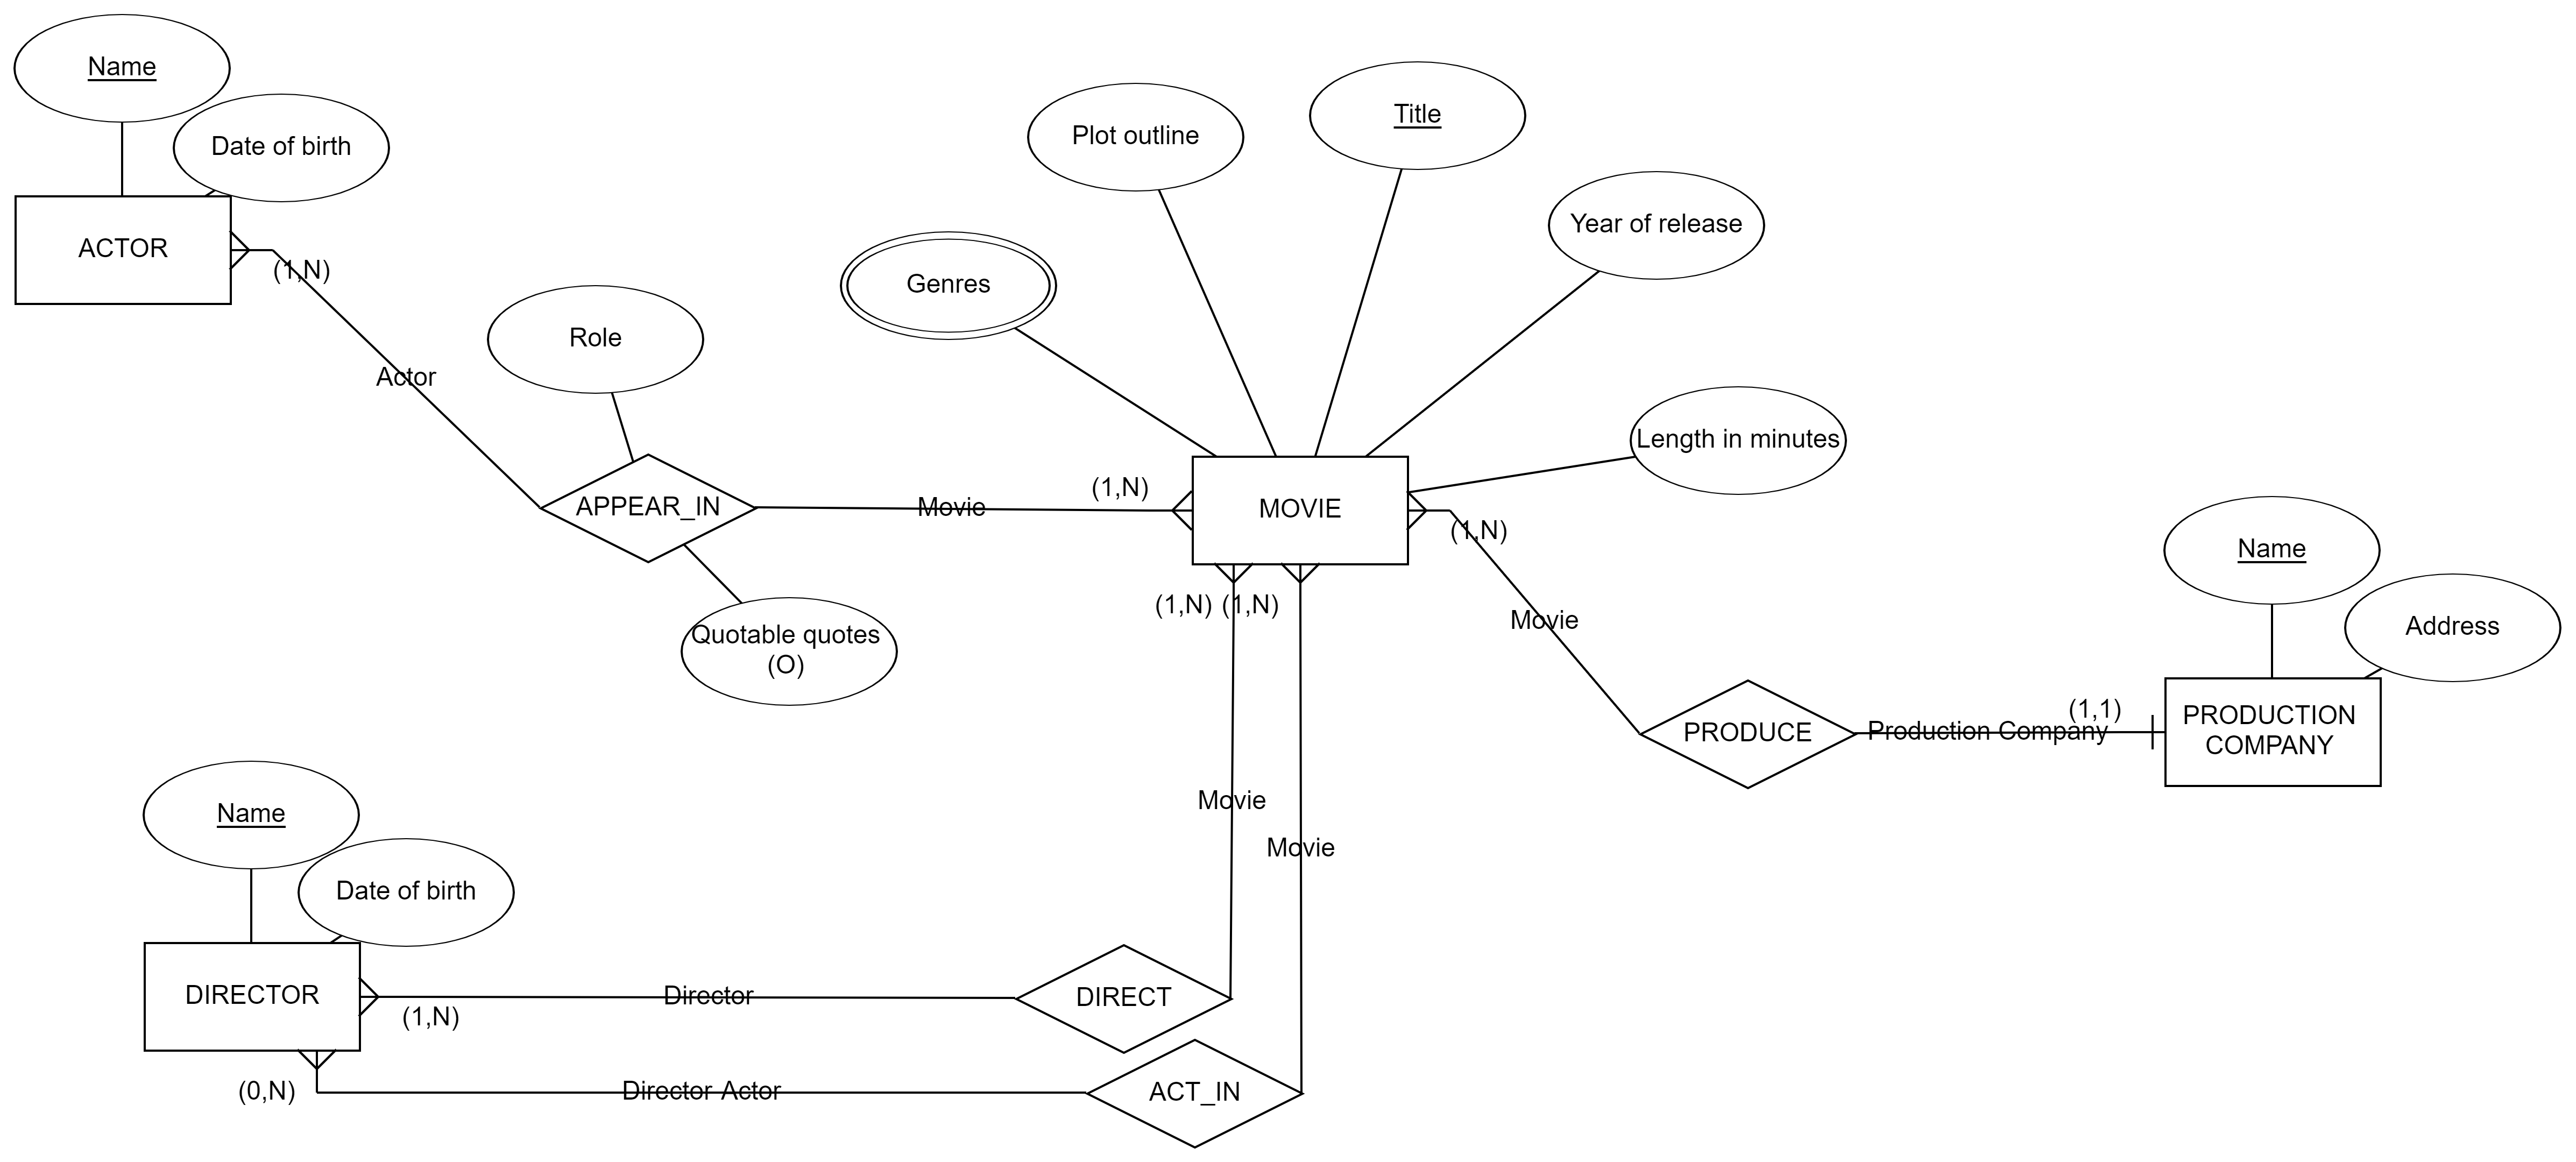 Name
Date of birth
ACTOR
(1,N)
Actor
Role
APPEAR_IN
Quotable quotes
(O)
Movie
(1,N)
Genres
Plot outline
Title
Year of release
Length in minutes
MOVIE
(1,N)
Movie
PRODUCE
Production Company
(1,1)
Name
Address
PRODUCTION
COMPANY
(1,N) (1,N)
Movie
Movie
Name
Date of birth
DIRECTOR
(1,N)
Director
DIRECT
(0,N)
Director-Actor
ACT_IN